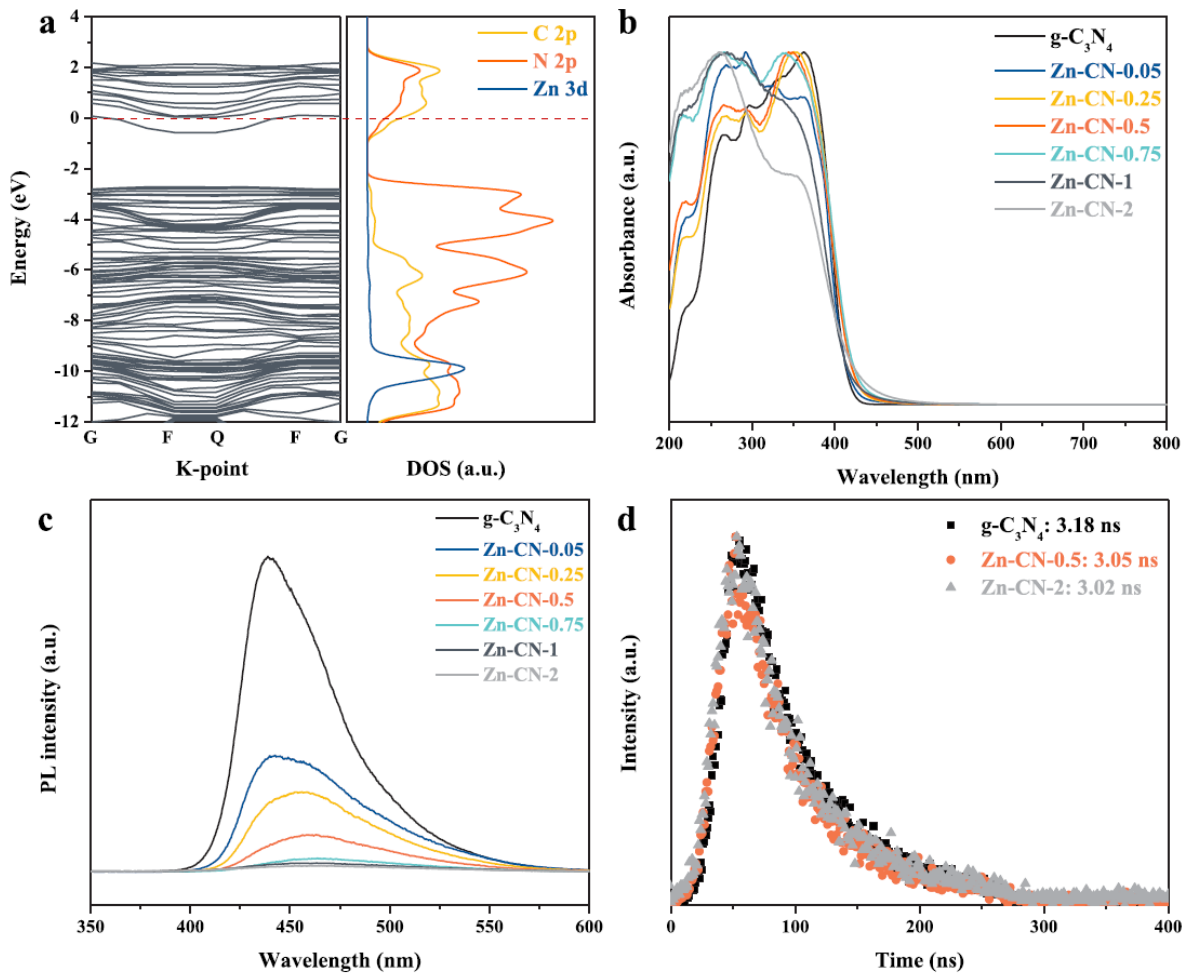 a
C 2p
N 2p
Zn 3d
4
2
0
-2
-4
-6
-8
-10
-12
Energy (eV)
G F Q F G
K-point
DOS (a.u.)
b
g-C₃N₄
Zn-CN-0.05
Zn-CN-0.25
Zn-CN-0.5
Zn-CN-0.75
Zn-CN-1
Zn-CN-2
Absorbance (a.u.)
200 300 400 500 600 700 800
Wavelength (nm)
c
g-C₃N₄
Zn-CN-0.05
Zn-CN-0.25
Zn-CN-0.5
Zn-CN-0.75
Zn-CN-1
Zn-CN-2
PL intensity (a.u.)
350 400 450 500 550 600
Wavelength (nm)
d
g-C₃N₄: 3.18 ns
Zn-CN-0.5: 3.05 ns
Zn-CN-2: 3.02 ns
Intensity (a.u.)
0 100 200 300 400
Time (ns)